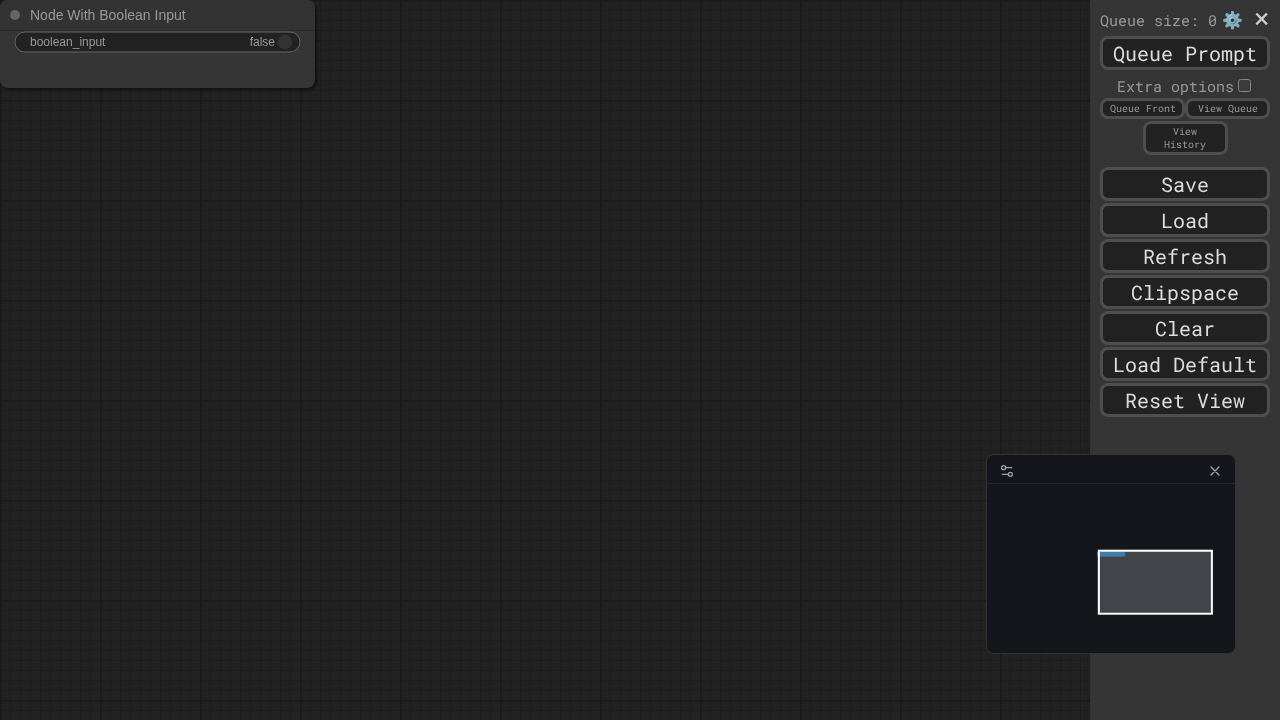 Node With Boolean Input
boolean_input false
Queue size: 0
Queue Prompt
Extra options
Queue Front
View Queue
View
History
Save
Load
Refresh
Clipspace
Clear
Load Default
Reset View